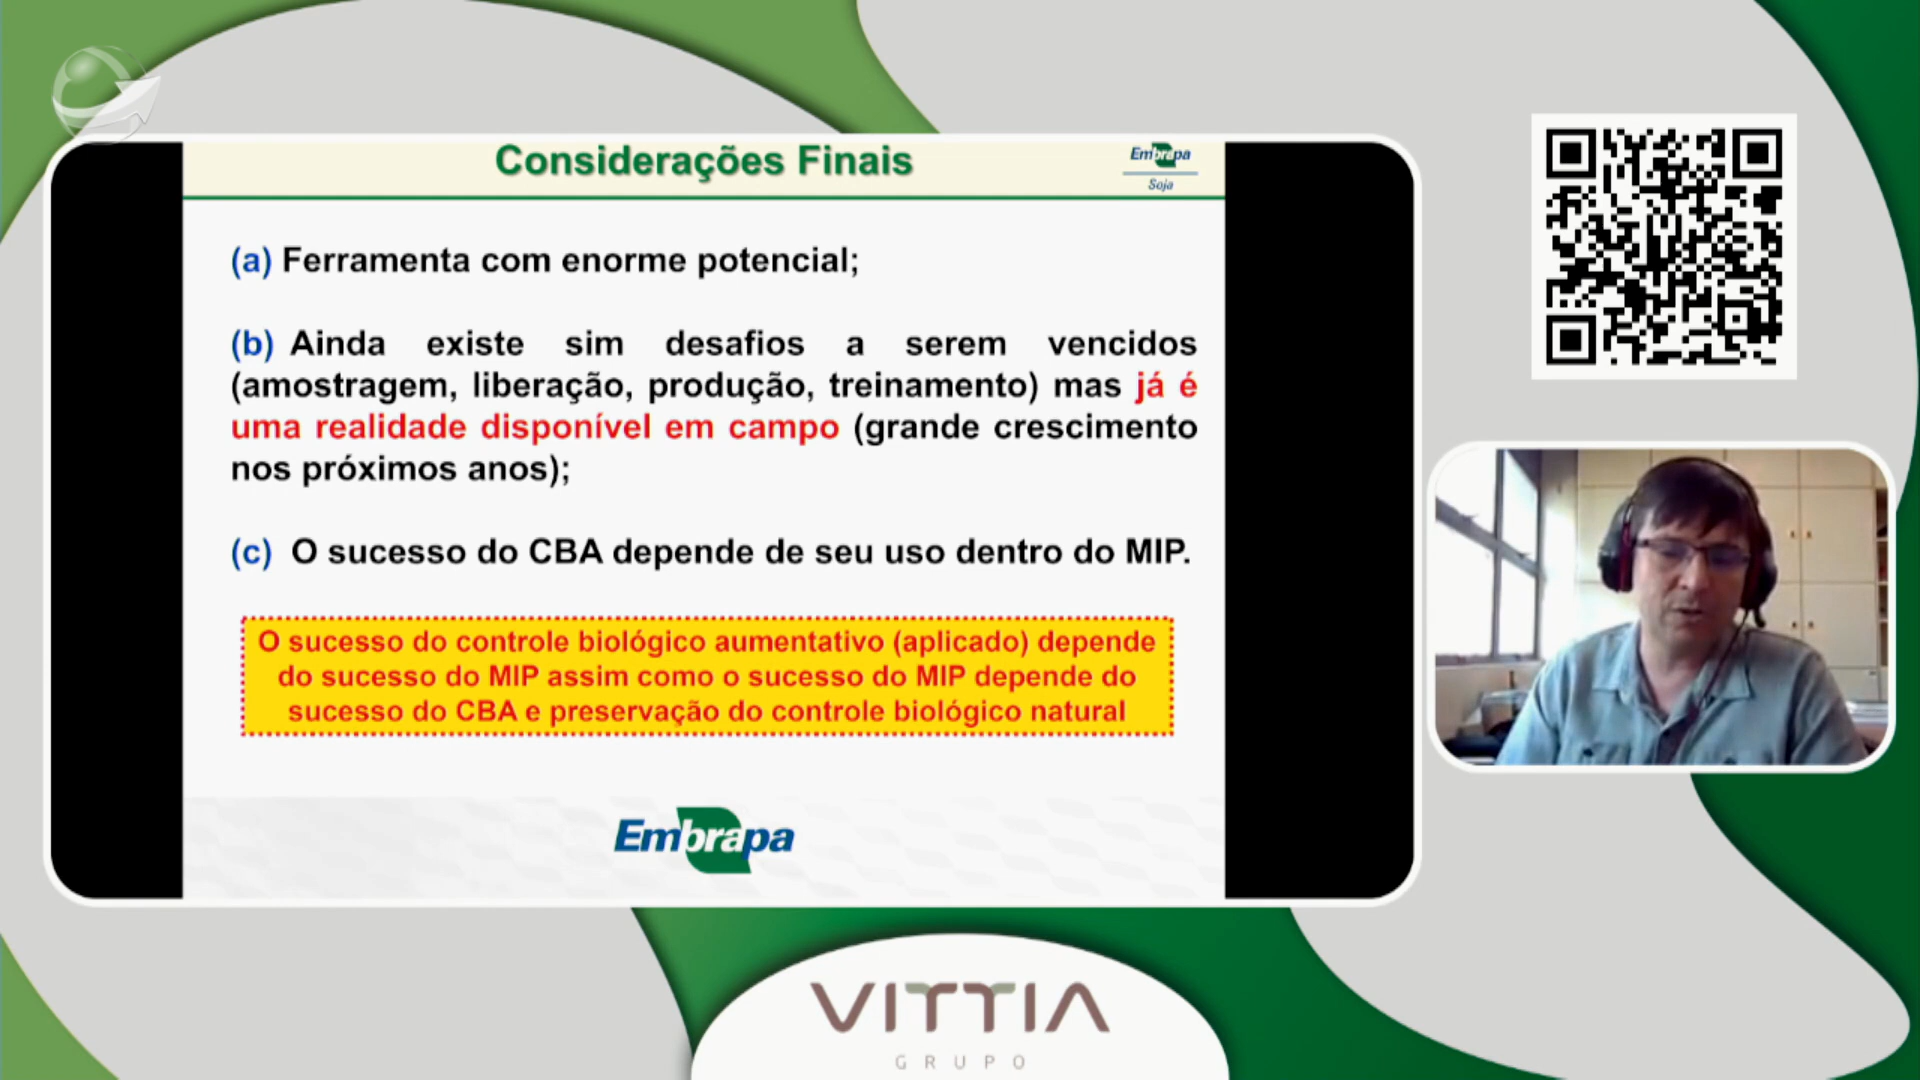 Considerações Finais
Embrapa
Soja
(a) Ferramenta com enorme potencial;
(b) Ainda existe sim desafios a serem vencidos
(amostragem, liberação, produção, treinamento) mas já é
uma realidade disponível em campo (grande crescimento
nos próximos anos);
(c) O sucesso do CBA depende de seu uso dentro do MIP.
O sucesso do controle biológico aumentativo (aplicado) depende
do sucesso do MIP assim como o sucesso do MIP depende do
sucesso do CBA e preservação do controle biológico natural
Embrapa
VITTIA
GRUPO